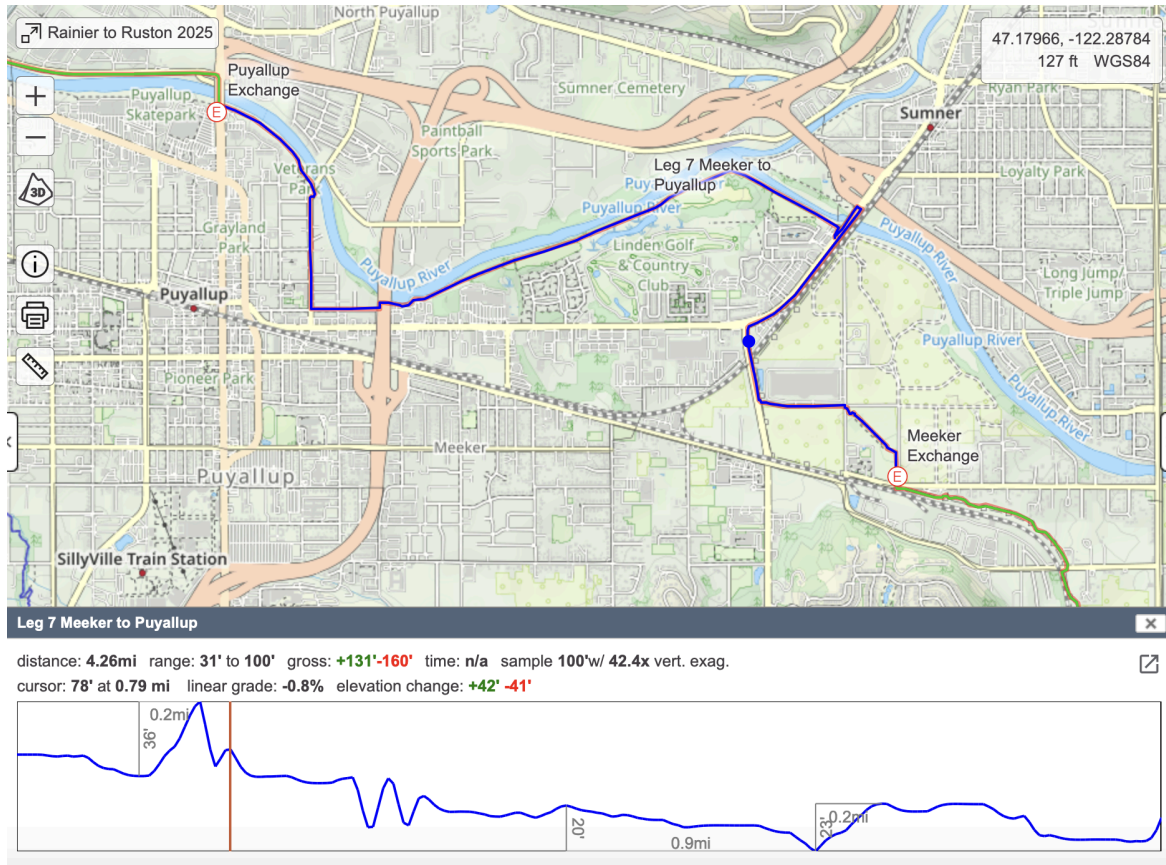 North Puyallup
Sumner
Rainier to Ruston 2025
47.17966, -122.28784
127 ft WGS84
Puyallup
Exchange
E
Puyallup
Skatepark
Sumner Cemetery
Ryan Park
Sumner
Paintball
Sports Park
3D
Veterans
Park
Leg 7 Meeker to
Puyallup
Loyalty Park
Puyallup River
Grayland
Park
Puyallup River
Linden Golf
& Country
Club
Puyallup River
Long Jump/
Triple Jump
Puyallup
Puyallup River
Pioneer Park
Puyallup River
Meeker
Meeker
Exchange
E
Puyallup
SillyVille Train Station
Leg 7 Meeker to Puyallup
distance: 4.26mi range: 31' to 100' gross: +131'-160' time: n/a sample 100'w/ 42.4x vert. exag.
cursor: 78' at 0.79 mi linear grade: -0.8% elevation change: +42' -41'
0.2mi
36'
20'
0.9mi
23'
0.2mi